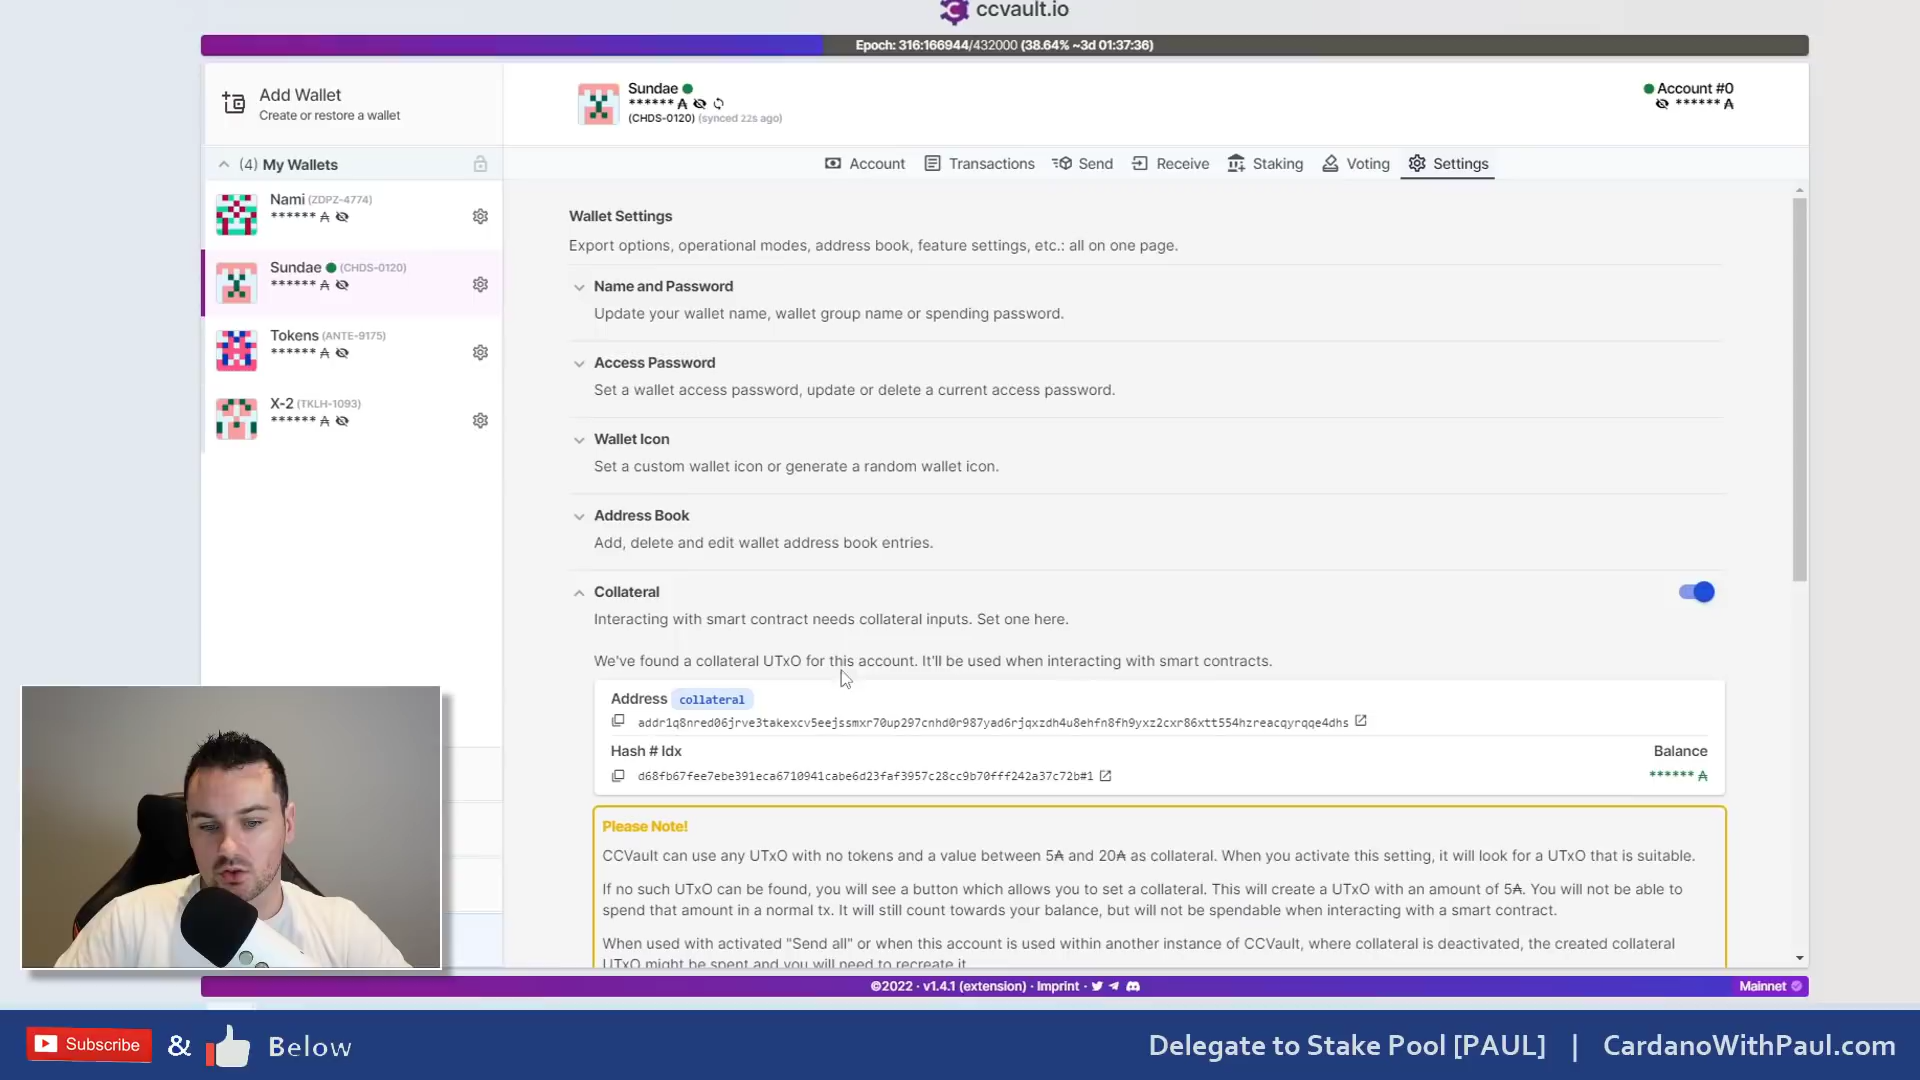 ccvault.io
Epoch: 316:166944/432000 (38.64% ~3d 01:37:36)
Add Wallet
Create or restore a wallet
Sundae
****** ₳
(CHDS-0120) (synced 22s ago)
Account #0
****** ₳
(4) My Wallets
Account
Transactions
Send
Receive
Staking
Voting
Settings
Nami (ZDPZ-4774)
****** ₳
Sundae (CHDS-0120)
****** ₳
Tokens (ANTE-9175)
****** ₳
X-2 (TKLH-1093)
****** ₳
Wallet Settings
Export options, operational modes, address book, feature settings, etc.: all on one page.
Name and Password
Update your wallet name, wallet group name or spending password.
Access Password
Set a wallet access password, update or delete a current access password.
Wallet Icon
Set a custom wallet icon or generate a random wallet icon.
Address Book
Add, delete and edit wallet address book entries.
Collateral
Interacting with smart contract needs collateral inputs. Set one here.
We've found a collateral UTxO for this account. It'll be used when interacting with smart contracts.
Address collateral
addr1q8nred06jrve3takexcv5eejssmxr70up297cnhd0r987yad6rjqxzdh4u8ehfn8fh9yxz2cxr86xtt554hzreacqyrqqe4dhs
Hash # Idx
Balance
d68fb67fee7ebe391eca6710941cabe6d23faf3957c28cc9b70fff242a37c72b#1
****** ₳
Please Note!
CCVault can use any UTxO with no tokens and a value between 5₳ and 20₳ as collateral. When you activate this setting, it will look for a UTxO that is suitable.
If no such UTxO can be found, you will see a button which allows you to set a collateral. This will create a UTxO with an amount of 5₳. You will not be able to
spend that amount in a normal tx. It will still count towards your balance, but will not be spendable when interacting with a smart contract.
When used with activated "Send all" or when this account is used within another instance of CCVault, where collateral is deactivated, the created collateral
UTxO might be spent and you will need to recreate it
©2022 · v1.4.1 (extension) · Imprint ·
Mainnet
Subscribe & Below
Delegate to Stake Pool [PAUL] | CardanoWithPaul.com